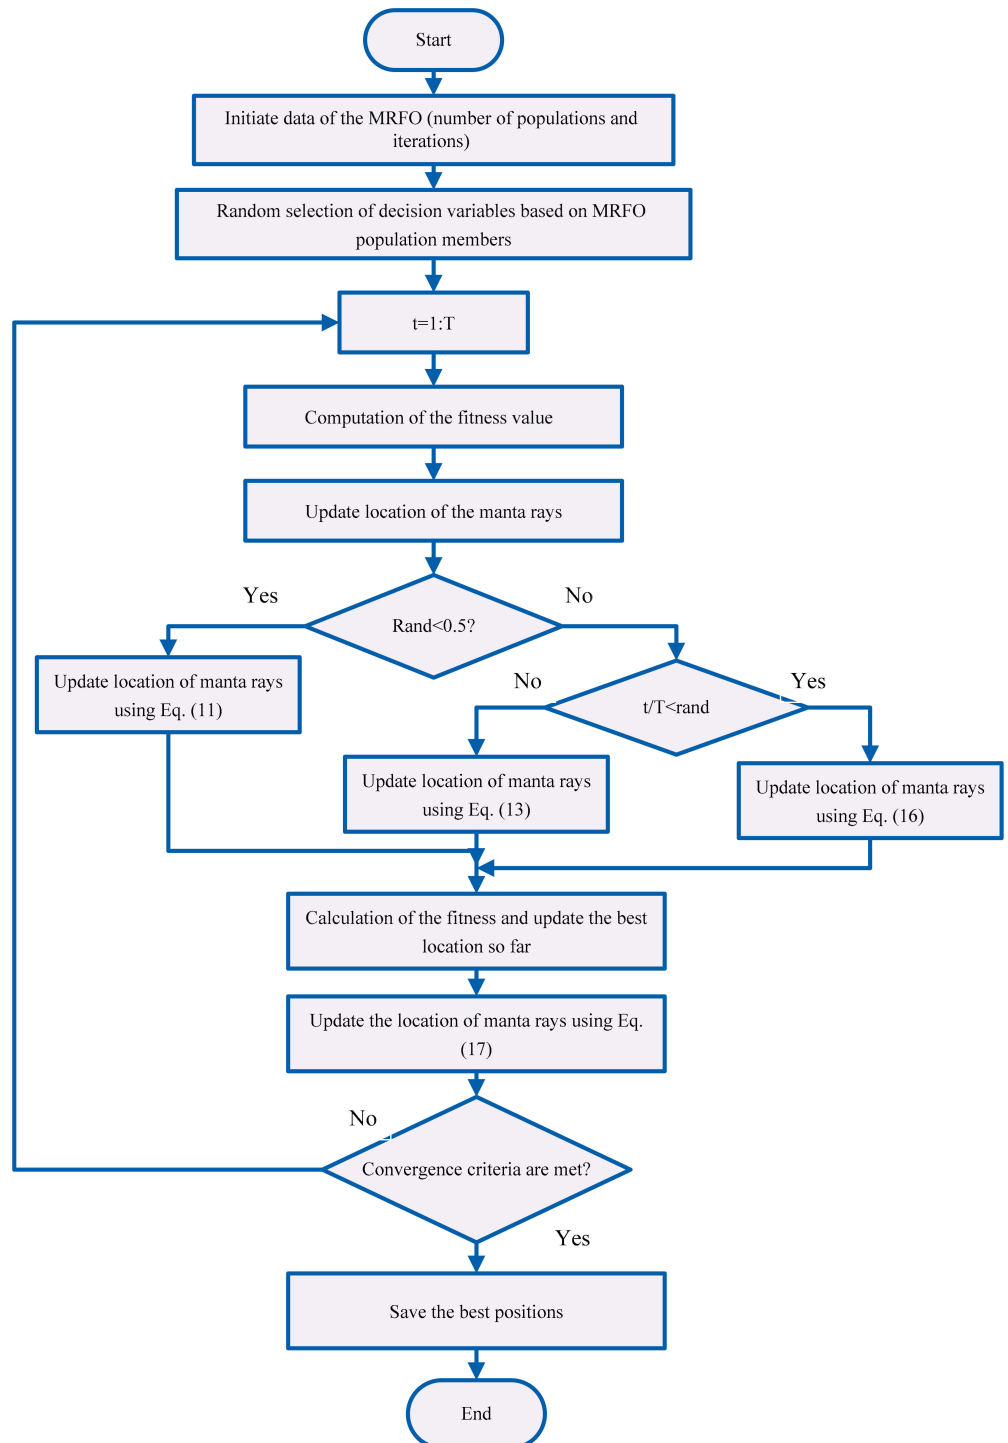 Start
Initiate data of the MRFO (number of populations and
iterations)
Random selection of decision variables based on MRFO
population members
t=1:T
Computation of the fitness value
Update location of the manta rays
Yes
No
Rand<0.5?
Update location of manta rays
using Eq. (11)
No
Yes
t/T<rand
Update location of manta rays
using Eq. (13)
Update location of manta rays
using Eq. (16)
Calculation of the fitness and update the best
location so far
Update the location of manta rays using Eq.
(17)
No
Convergence criteria are met?
Yes
Save the best positions
End